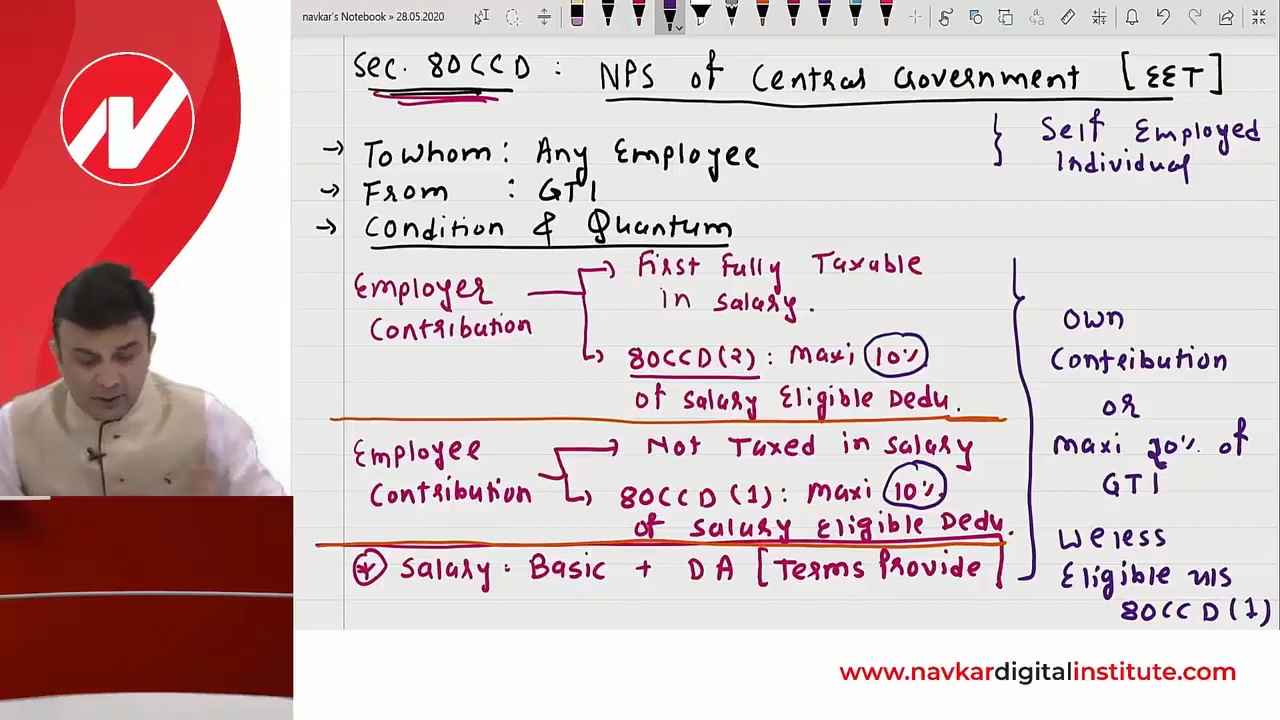 navkar's Notebook » 28.05.2020
Sec. 80CCD : NPS of Central Government [EET]
→ To whom : Any Employee
} Self Employed
Individual
→ From : GTI
→ Condition & Quantum
Employer
Contribution
First Fully Taxable
in Salary.
80CCD(2) : Maxi 10%
of Salary Eligible Dedu.
Employee
Contribution
Not Taxed in Salary
80CCD (1) : Maxi 10%
of Salary Eligible Dedu.
* Salary : Basic + DA [Terms Provide]
own
Contribution
or
Maxi 20% of
GTI
W e less
Eligible u/s
80CCD (1)
www.navkardigitalinstitute.com